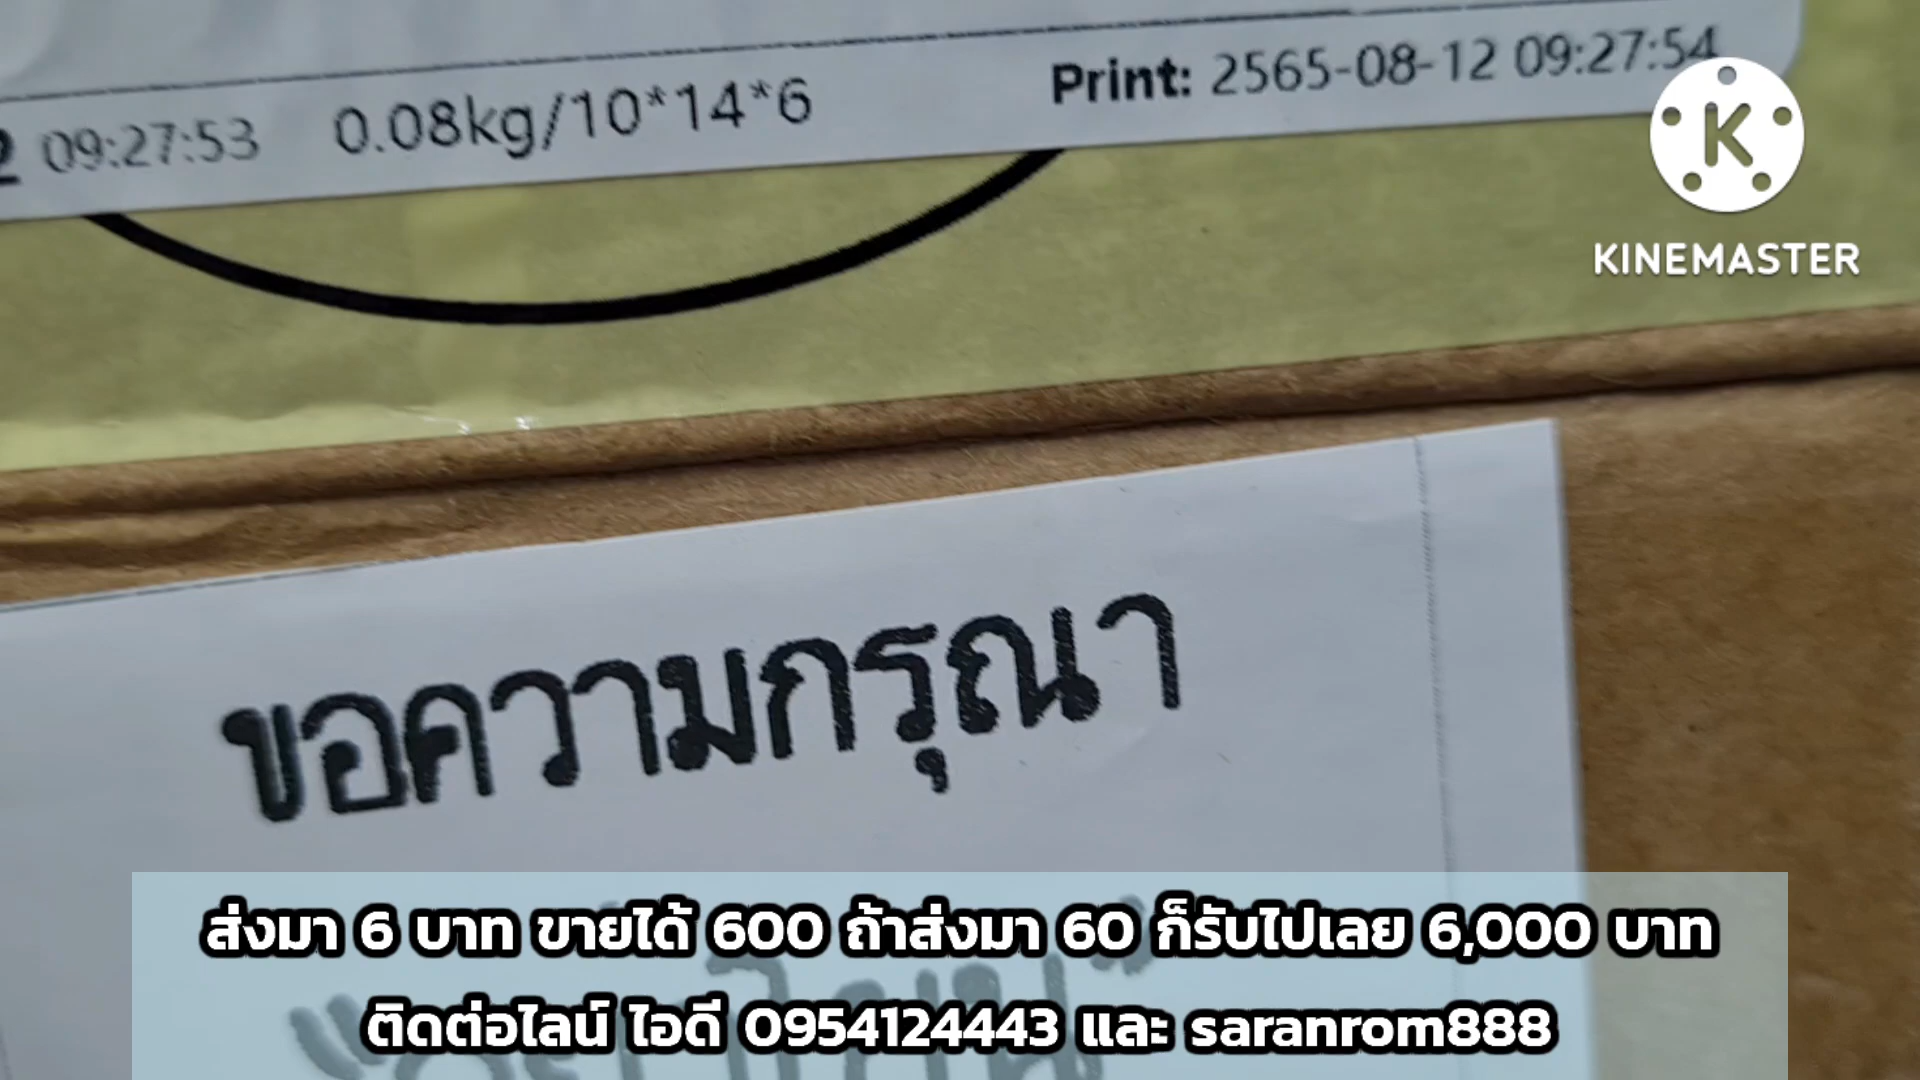 09:27:53 0.08kg/10*14*6 Print: 2565-08-12 09:27:54
KINEMASTER
ขอความกรุณา
ส่งมา 6 บาท ขายได้ 600 ถ้าส่งมา 60 ก็รับไปเลย 6,000 บาท
ติดต่อไลน์ ไอดี 0954124443 และ saranrom888